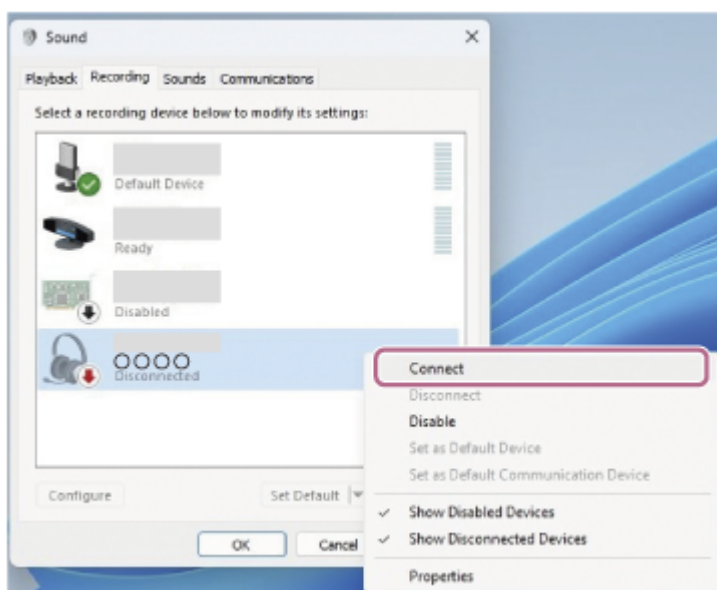 Sound
Playback Recording Sounds Communications
Select a recording device below to modify its settings:
Default Device
Ready
Disabled
○○○○
Disconnected
Connect
Disconnect
Disable
Set as Default Device
Set as Default Communication Device
Show Disabled Devices
Show Disconnected Devices
Properties
Configure Set Default
OK Cancel